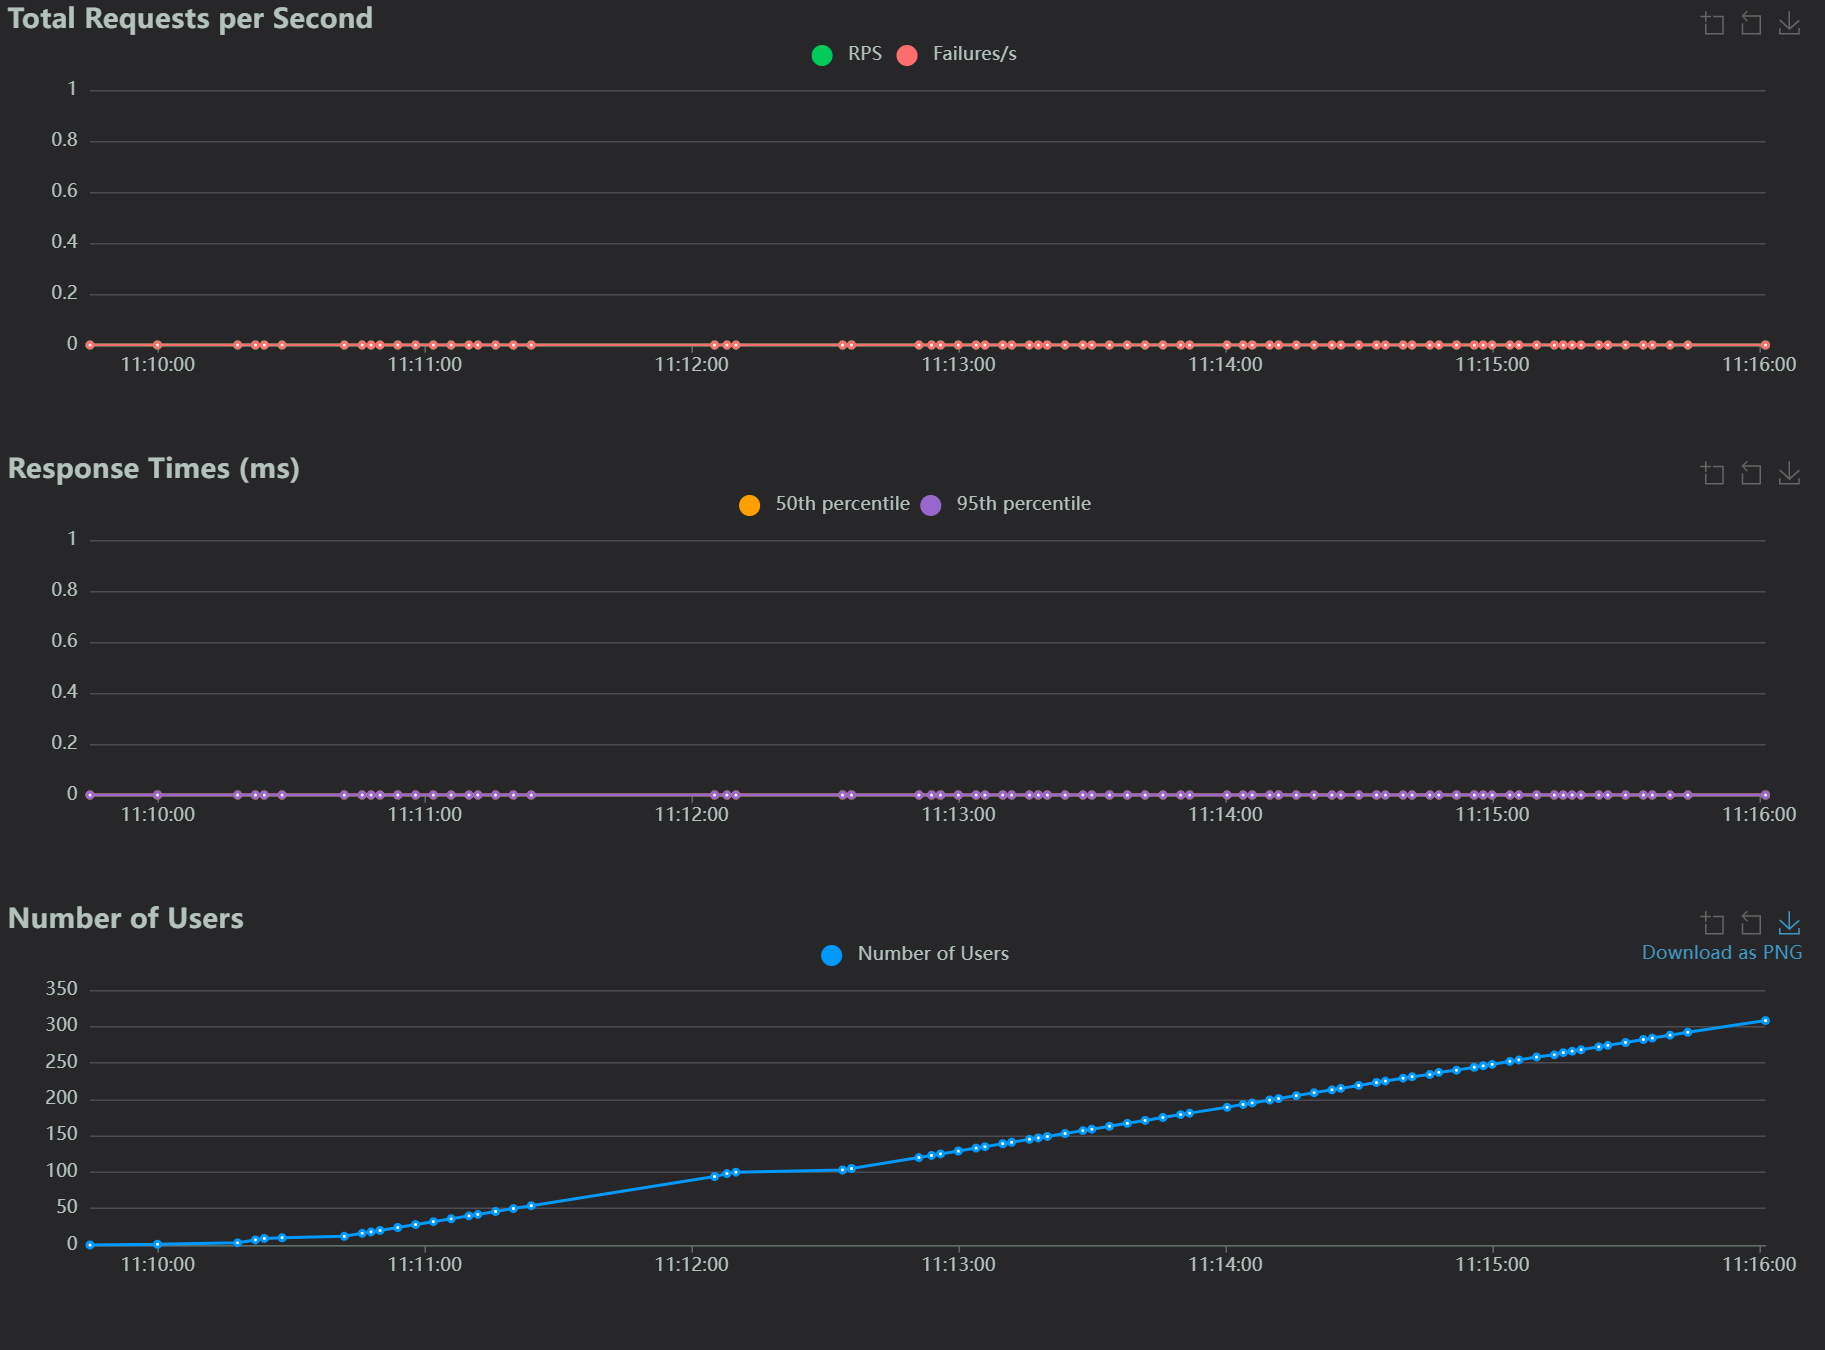 Total Requests per Second
RPS Failures/s
1
0.8
0.6
0.4
0.2
0
11:10:00 11:11:00 11:12:00 11:13:00 11:14:00 11:15:00 11:16:00
Response Times (ms)
50th percentile 95th percentile
1
0.8
0.6
0.4
0.2
0
11:10:00 11:11:00 11:12:00 11:13:00 11:14:00 11:15:00 11:16:00
Number of Users
Number of Users
Download as PNG
350
300
250
200
150
100
50
0
11:10:00 11:11:00 11:12:00 11:13:00 11:14:00 11:15:00 11:16:00